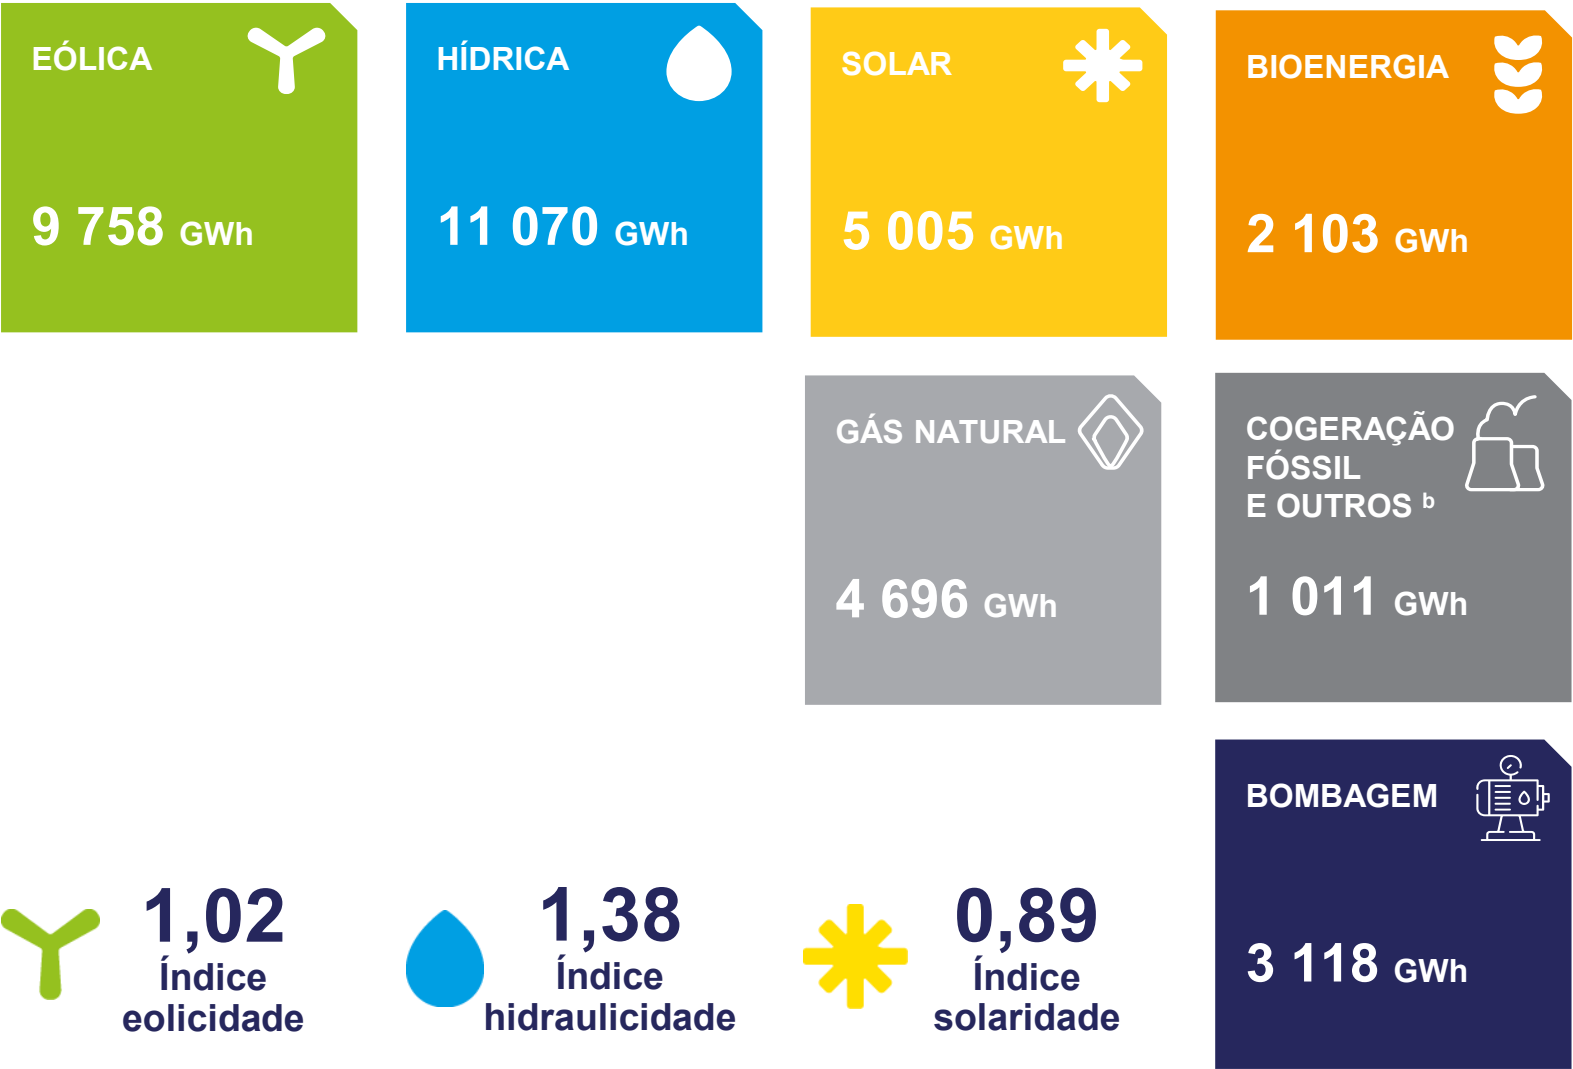 EÓLICA
9 758 GWh
HÍDRICA
11 070 GWh
SOLAR
5 005 GWh
BIOENERGIA
2 103 GWh
GÁS NATURAL
4 696 GWh
COGERAÇÃO
FÓSSIL
E OUTROS ᵇ
1 011 GWh
BOMBAGEM
3 118 GWh
1,02
Índice
eolicidade
1,38
Índice
hidraulicidade
0,89
Índice
solaridade